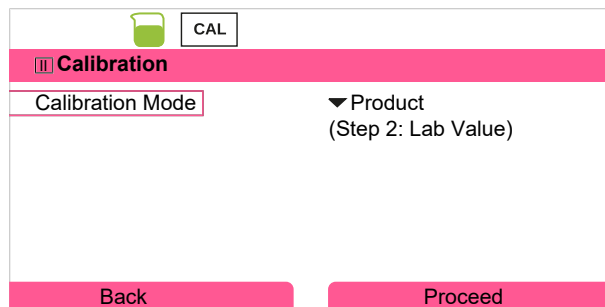 CAL
Calibration
Calibration Mode
Product
(Step 2: Lab Value)
Back
Proceed